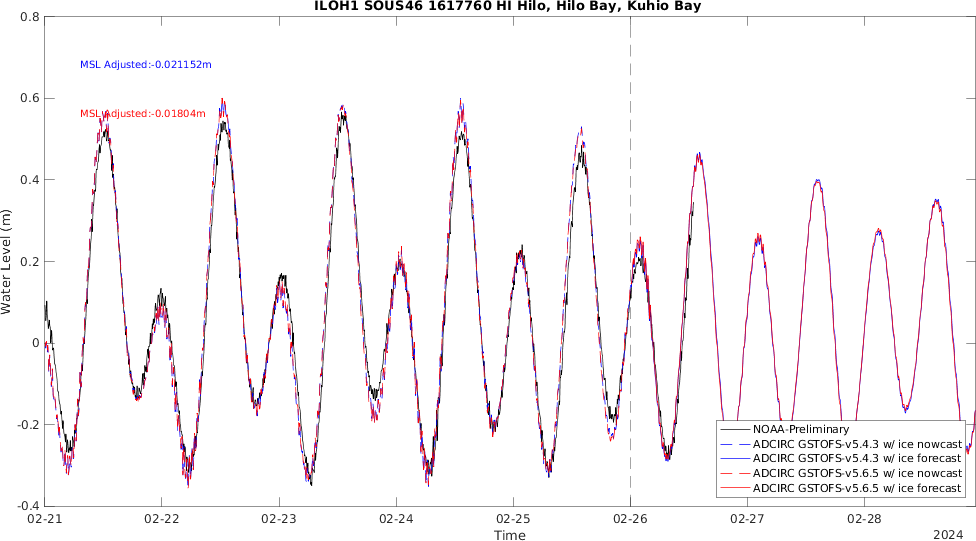 ILOH1 SOUS46 1617760 HI Hilo, Hilo Bay, Kuhio Bay
0.8
MSL Adjusted:-0.021152m
0.6
MSL Adjusted:-0.01804m
0.4
0.2
Water Level (m)
0
-0.2
NOAA-Preliminary
ADCIRC GSTOFS-v5.4.3 w/ ice nowcast
ADCIRC GSTOFS-v5.4.3 w/ ice forecast
ADCIRC GSTOFS-v5.6.5 w/ ice nowcast
ADCIRC GSTOFS-v5.6.5 w/ ice forecast
-0.4
02-21 02-22 02-23 02-24 02-25 02-26 02-27 02-28
Time
2024